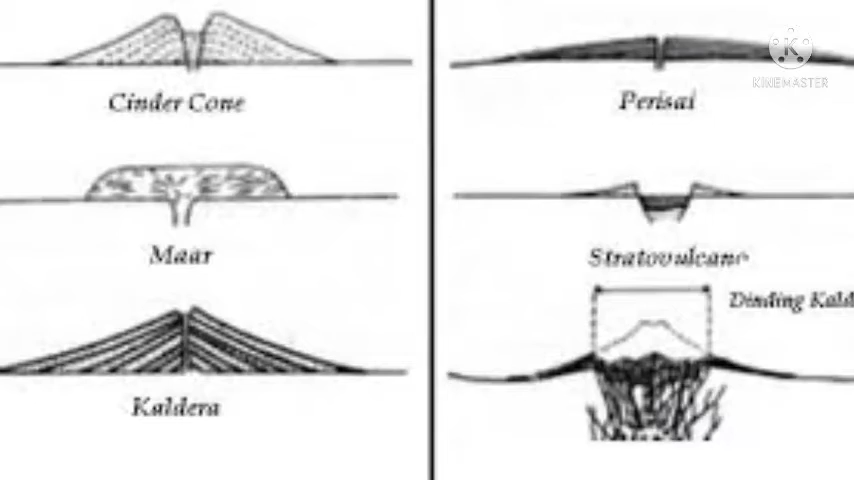 Cinder Cone
Perisai
KINEMASTER
Maar
Stratovulcano
Dinding Kald
Kaldera